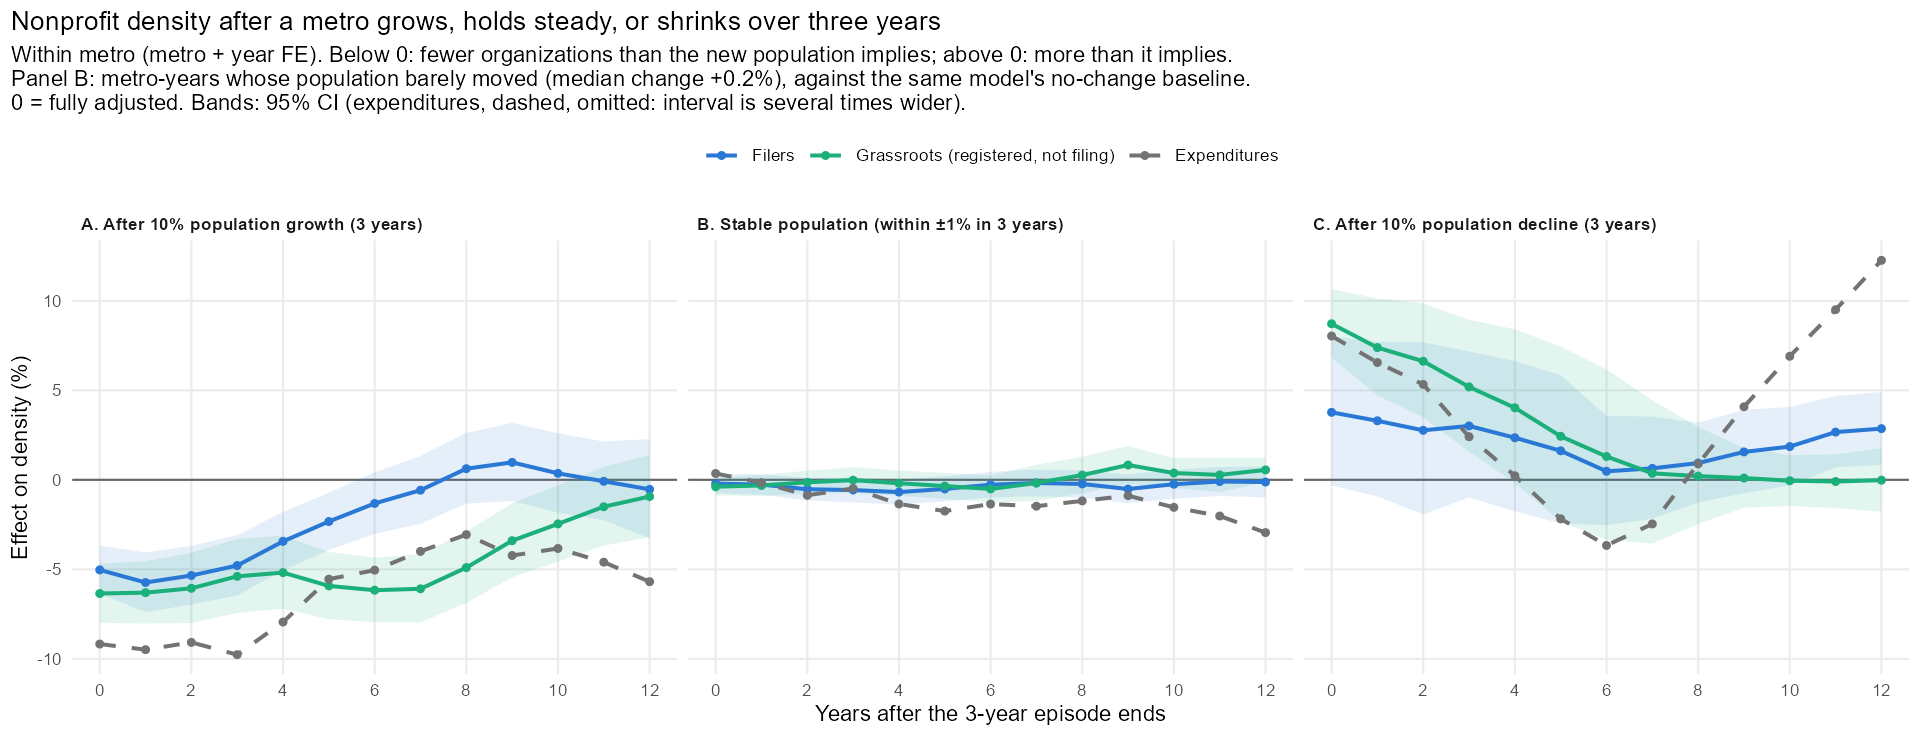 Nonprofit density after a metro grows, holds steady, or shrinks over three years
Within metro (metro + year FE). Below 0: fewer organizations than the new population implies; above 0: more than it implies.
Panel B: metro-years whose population barely moved (median change +0.2%), against the same model's no-change baseline.
0 = fully adjusted. Bands: 95% CI (expenditures, dashed, omitted: interval is several times wider).
Filers Grassroots (registered, not filing) Expenditures
A. After 10% population growth (3 years)
B. Stable population (within ±1% in 3 years)
C. After 10% population decline (3 years)
Effect on density (%)
10
5
0
-5
-10
0 2 4 6 8 10 12
0 2 4 6 8 10 12
0 2 4 6 8 10 12
Years after the 3-year episode ends